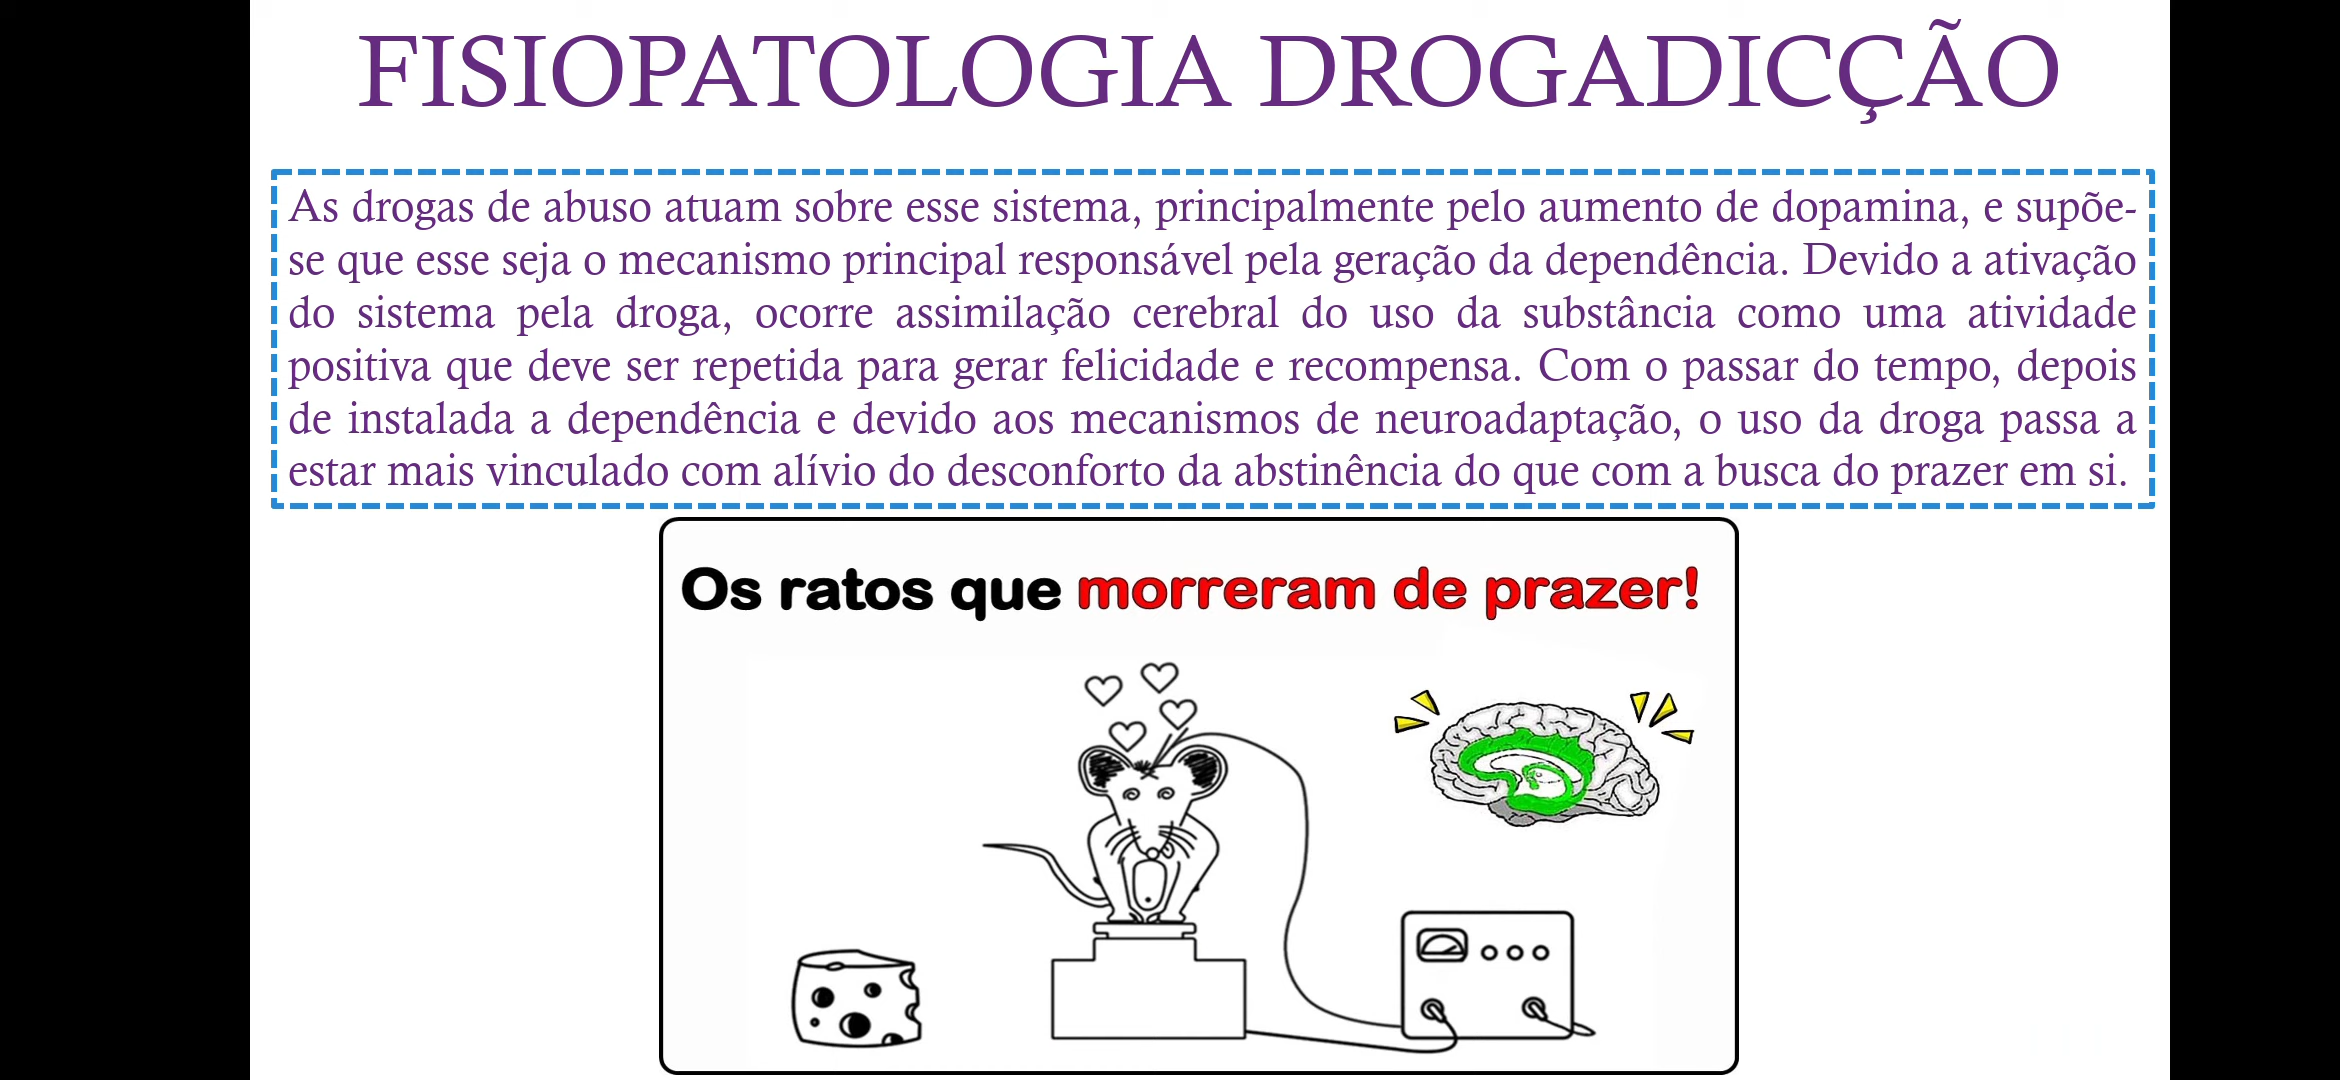 FISIOPATOLOGIA DROGADICÇÃO
As drogas de abuso atuam sobre esse sistema, principalmente pelo aumento de dopamina, e supõe-
se que esse seja o mecanismo principal responsável pela geração da dependência. Devido a ativação
do sistema pela droga, ocorre assimilação cerebral do uso da substância como uma atividade
positiva que deve ser repetida para gerar felicidade e recompensa. Com o passar do tempo, depois
de instalada a dependência e devido aos mecanismos de neuroadaptação, o uso da droga passa a
estar mais vinculado com alívio do desconforto da abstinência do que com a busca do prazer em si.
Os ratos que morreram de prazer!